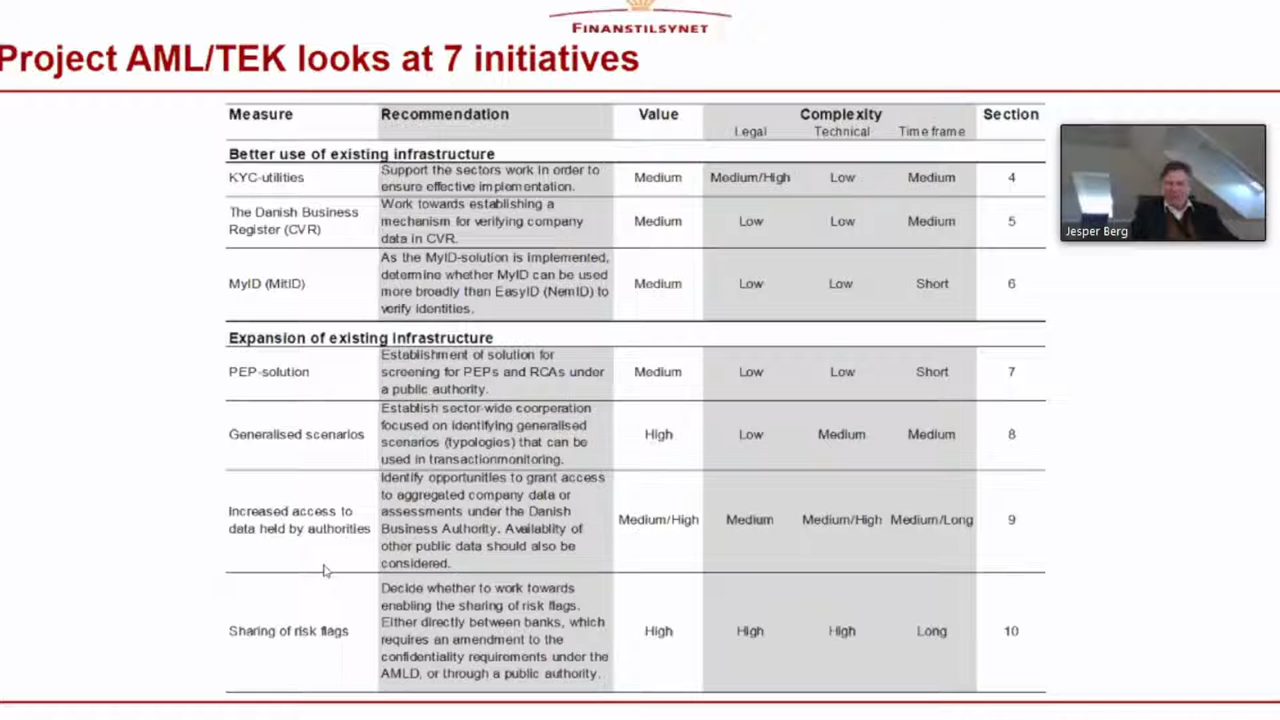 FINANSTILSYNET
Project AML/TEK looks at 7 initiatives
Measure Recommendation Value Complexity Section
Legal Technical Time frame
Better use of existing infrastructure
KYC-utilities Support the sectors work in order to ensure effective implementation. Medium Medium/High Low Medium 4
The Danish Business Register (CVR) Work towards establishing a mechanism for verifying company data in CVR. Medium Low Low Medium 5
MyID (MitID) As the MyID-solution is implemented, determine whether MyID can be used more broadly than EasyID (NemID) to verify identities. Medium Low Low Short 6
Expansion of existing infrastructure
PEP-solution Establishment of solution for screening for PEPs and RCAs under a public authority. Medium Low Low Short 7
Generalised scenarios Establish sector-wide coorperation focused on identifying generalised scenarios (typologies) that can be used in transactionmonitoring. High Low Medium Medium 8
Increased access to data held by authorities Identify opportunities to grant access to aggregated company data or assessments under the Danish Business Authority. Availablity of other public data should also be considered. Medium/High Medium Medium/High Medium/Long 9
Sharing of risk flags Decide whether to work towards enabling the sharing of risk flags. Either directly between banks, which requires an amendment to the confidentiality requirements under the AMLD, or through a public authority. High High High Long 10
Jesper Berg